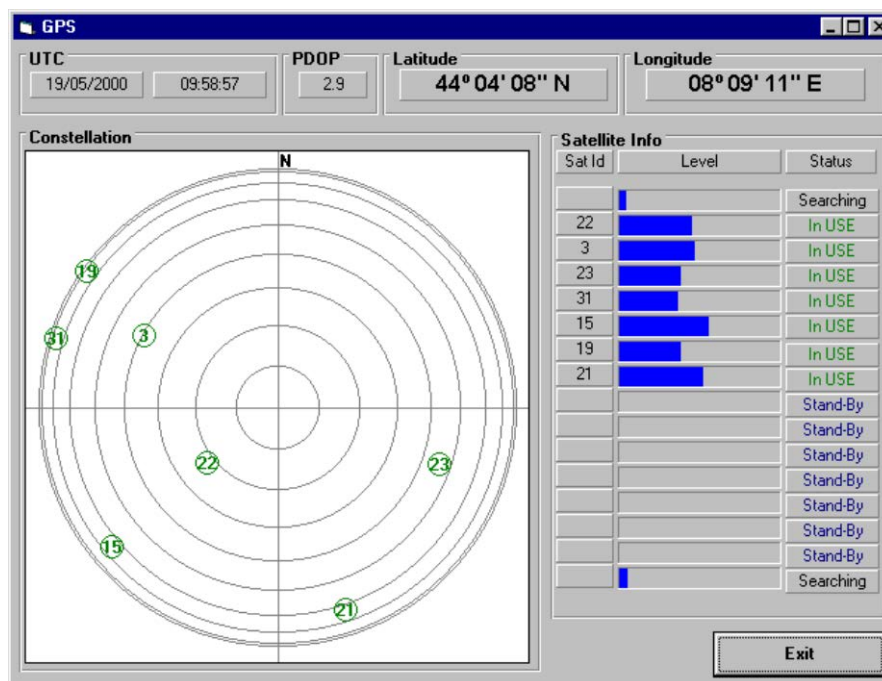 GPS
UTC PDOP Latitude Longitude
19/05/2000 09:58:57 2.9 44º 04' 08'' N 08º 09' 11'' E
Constellation
N
19
3
31
22
23
15
21
Satellite Info
Sat Id Level Status
Searching
22 In USE
3 In USE
23 In USE
31 In USE
15 In USE
19 In USE
21 In USE
Stand-By
Stand-By
Stand-By
Stand-By
Stand-By
Stand-By
Stand-By
Searching
Exit